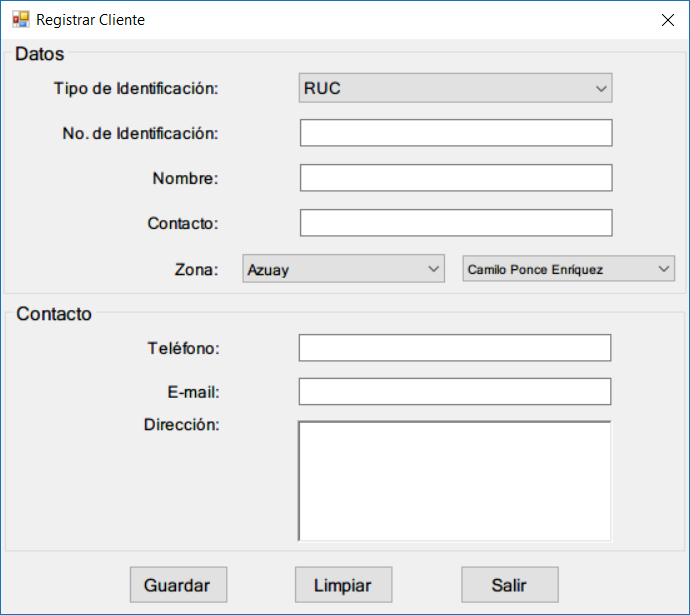 Registrar Cliente
Datos
Tipo de Identificación: RUC
No. de Identificación:
Nombre:
Contacto:
Zona: Azuay Camilo Ponce Enríquez
Contacto
Teléfono:
E-mail:
Dirección:
Guardar Limpiar Salir